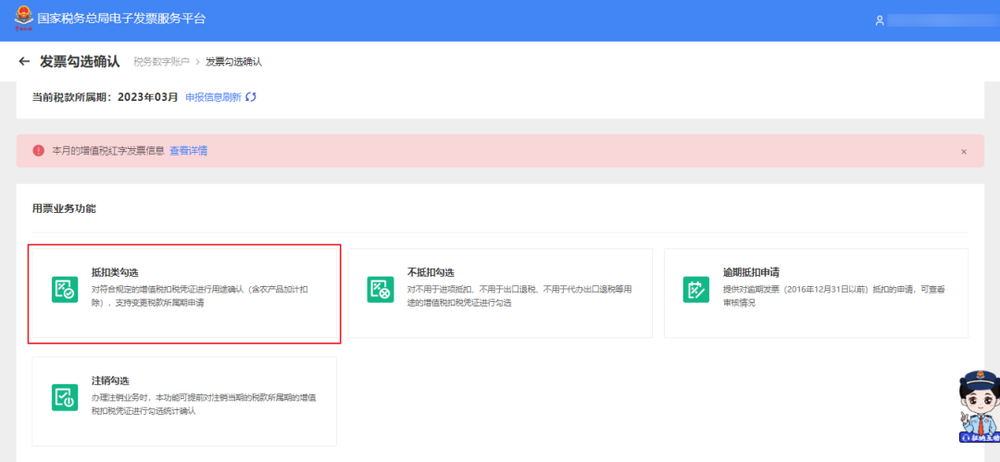 国家税务总局电子发票服务平台
发票勾选确认 税务数字账户 > 发票勾选确认
当前税款所属期：2023年03月 申报信息刷新
本月的增值税红字发票信息 查看详情 ×
用票业务功能
抵扣类勾选
对符合规定的增值税扣税凭证进行用途确认（含农产品加计扣
除），支持变更税款所属期申请
不抵扣勾选
对不用于进项抵扣、不用于出口退税、不用于代办出口退税等用
途的增值税扣税凭证进行勾选
逾期抵扣申请
提供对逾期发票（2016年12月31日以前）抵扣的申请，可查看
审核情况
注销勾选
办理注销业务时，本功能可提前对注销当期的税款所属期的增值
税扣税凭证进行勾选统计确认
征纳互动